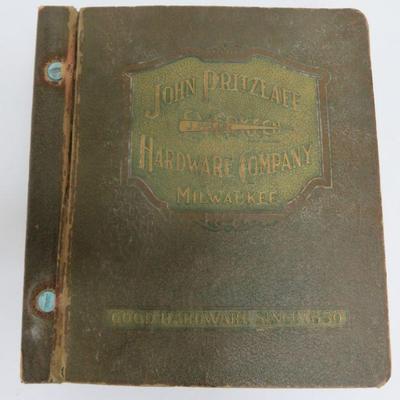 JOHN PRITZLAFF
HARDWARE COMPANY
MILWAUKEE
GOOD HARDWARE SINCE 1850